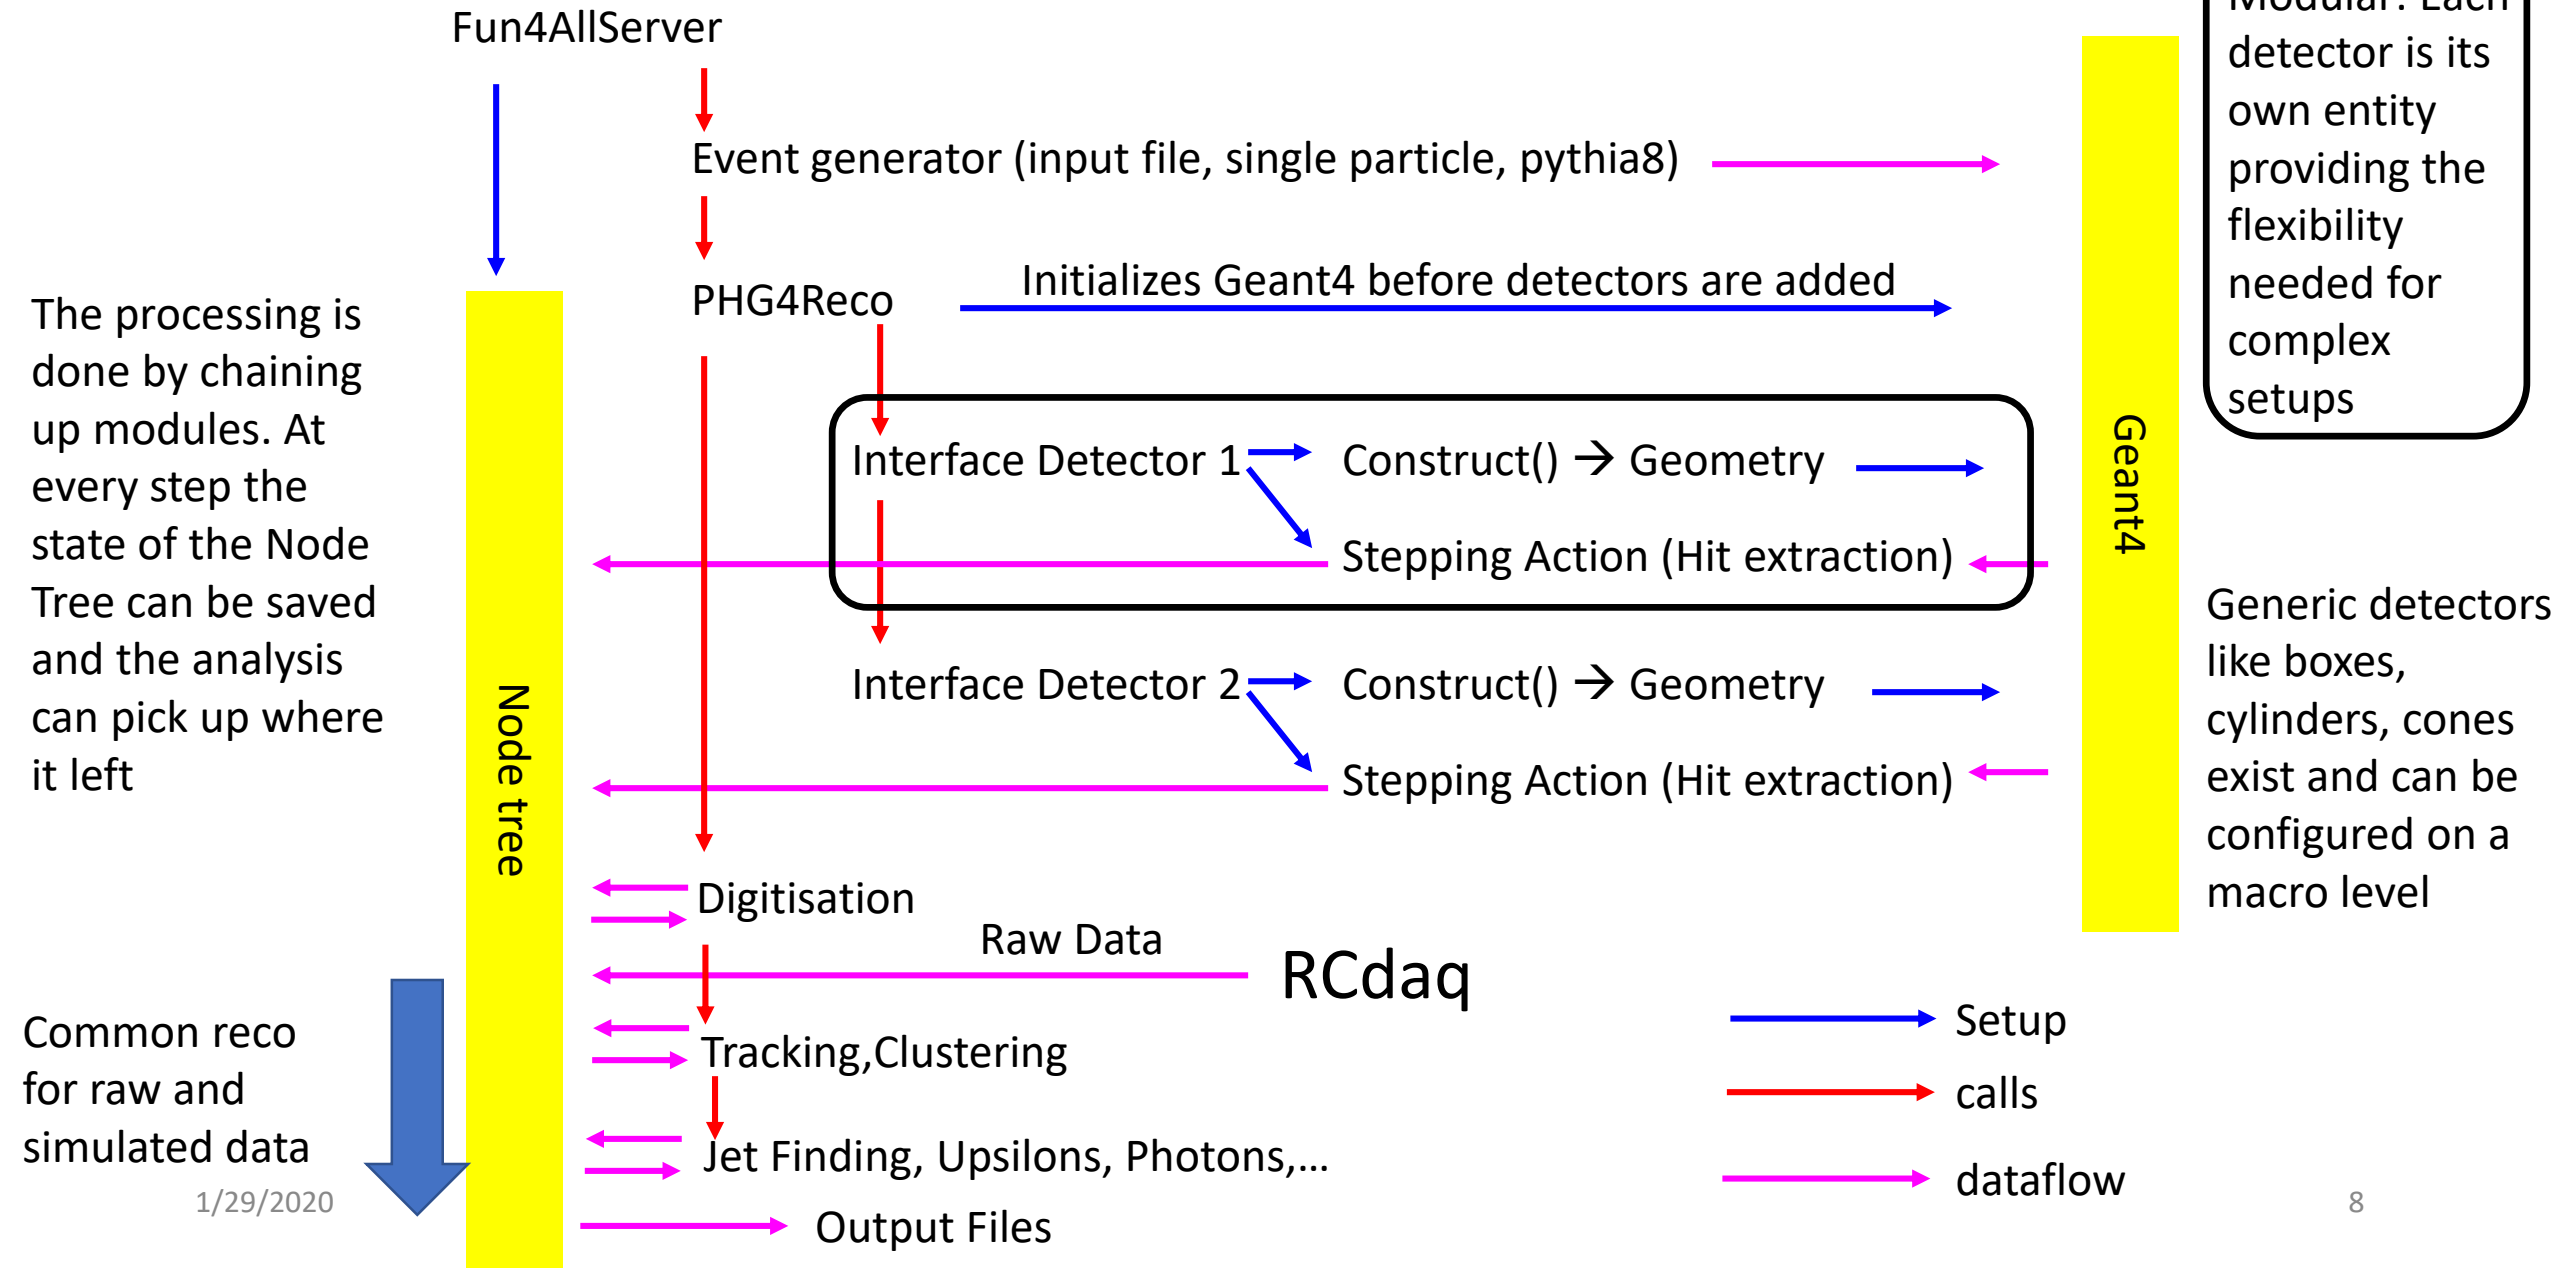 Fun4AllServer
Modular: Each
detector is its
own entity
providing the
flexibility
needed for
complex
setups
Event generator (input file, single particle, pythia8)
Initializes Geant4 before detectors are added
PHG4Reco
The processing is
done by chaining
up modules. At
every step the
state of the Node
Tree can be saved
and the analysis
can pick up where
it left
Interface Detector 1
Construct() → Geometry
Stepping Action (Hit extraction)
Geant4
Interface Detector 2
Construct() → Geometry
Stepping Action (Hit extraction)
Generic detectors
like boxes,
cylinders, cones
exist and can be
configured on a
macro level
Node tree
Digitisation
Raw Data
RCdaq
Common reco
for raw and
simulated data
Tracking,Clustering
Jet Finding, Upsilons, Photons,...
Output Files
Setup
calls
dataflow
1/29/2020
8